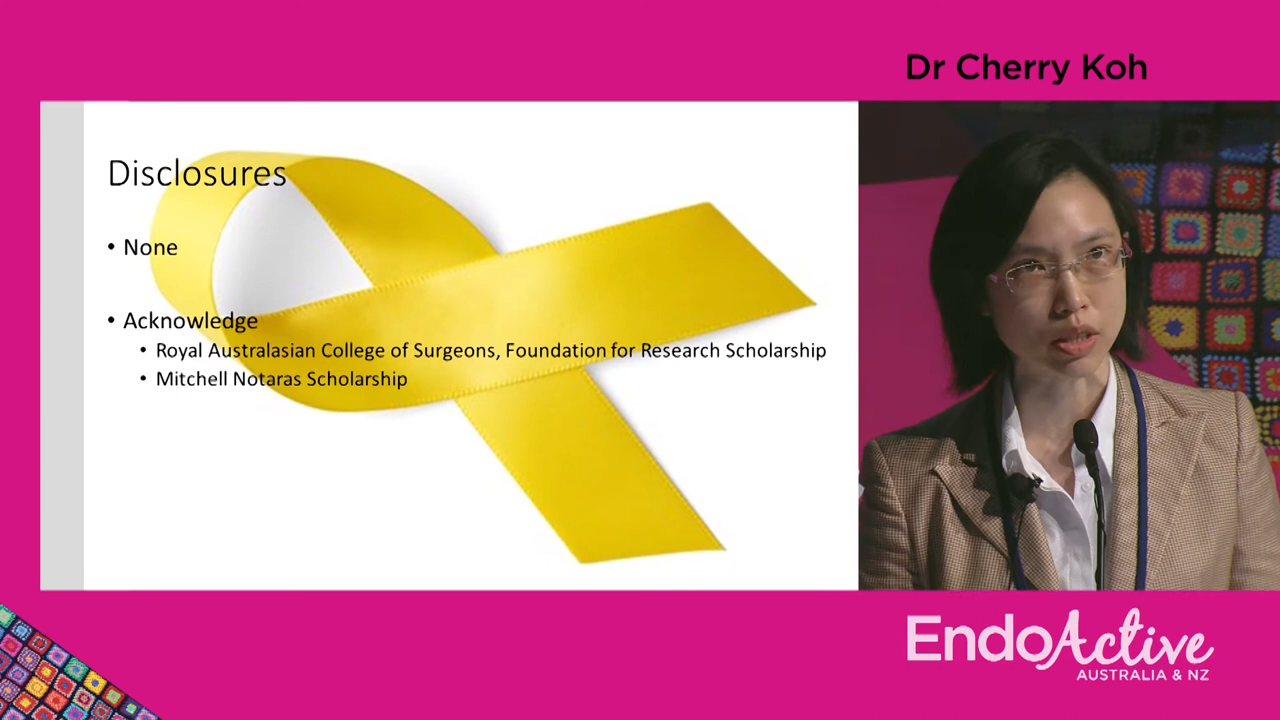 Dr Cherry Koh
Disclosures
• None
• Acknowledge
• Royal Australasian College of Surgeons, Foundation for Research Scholarship
• Mitchell Notaras Scholarship
EndoActive
AUSTRALIA & NZ